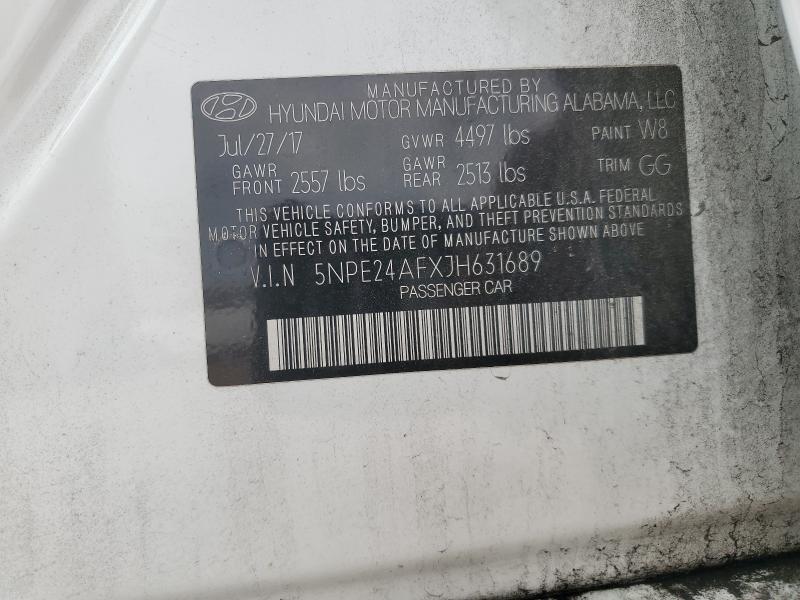 MANUFACTURED BY
HYUNDAI MOTOR MANUFACTURING ALABAMA, LLC
Jul/27/17 GVWR 4497 lbs PAINT W8
GAWR FRONT 2557 lbs GAWR REAR 2513 lbs TRIM GG
THIS VEHICLE CONFORMS TO ALL APPLICABLE U.S.A. FEDERAL
MOTOR VEHICLE SAFETY, BUMPER, AND THEFT PREVENTION STANDARDS
IN EFFECT ON THE DATE OF MANUFACTURE SHOWN ABOVE
V.I.N 5NPE24AFXJH631689
PASSENGER CAR